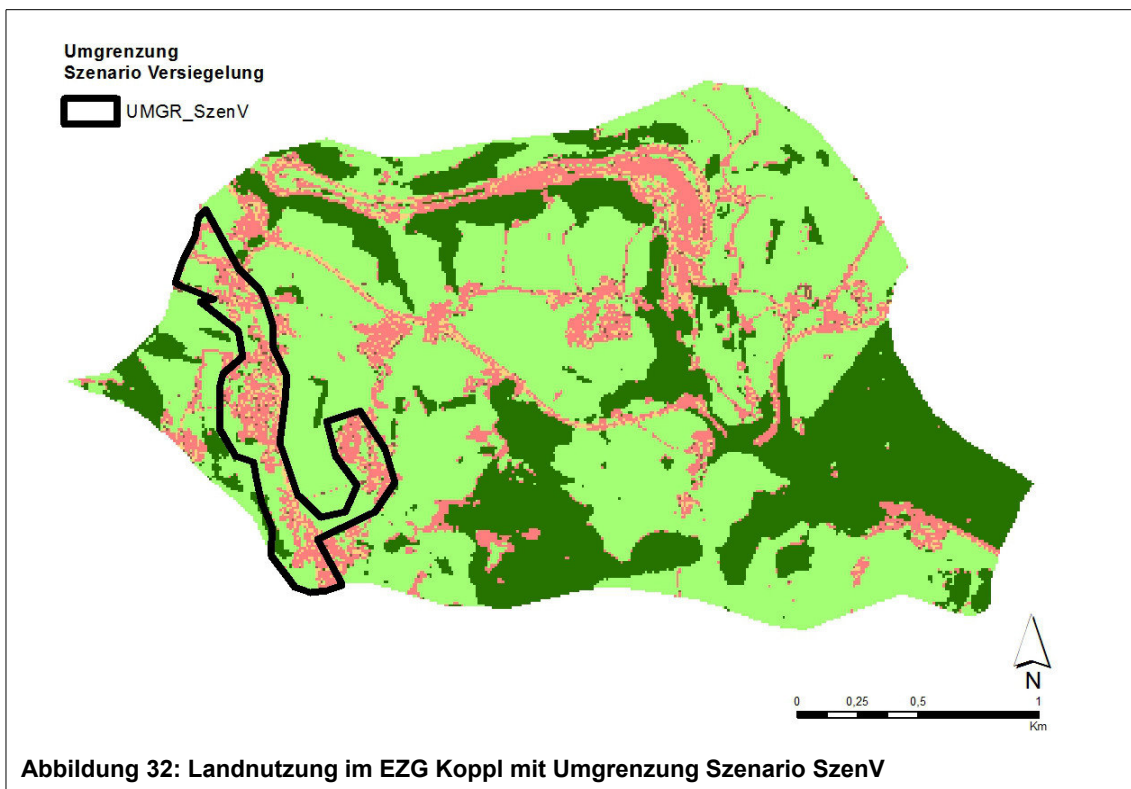 Umgrenzung
Szenario Versiegelung
UMGR_SzenV
N
0 0,25 0,5 1
Km
Abbildung 32: Landnutzung im EZG Koppl mit Umgrenzung Szenario SzenV